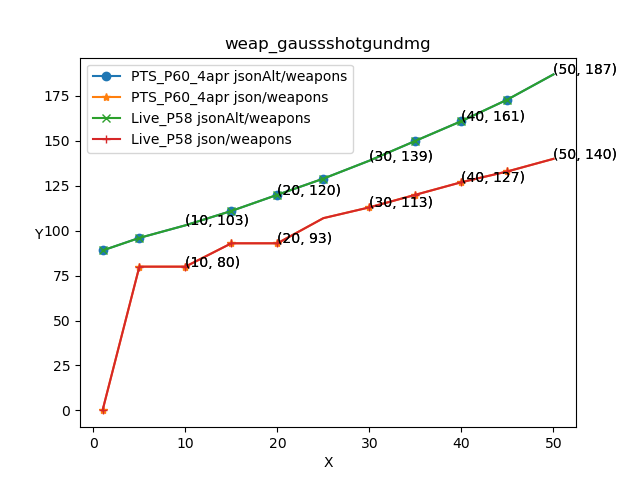 weap_gaussshotgundmg
PTS_P60_4apr jsonAlt/weapons
PTS_P60_4apr json/weapons
Live_P58 jsonAlt/weapons
Live_P58 json/weapons
(50, 187)
175
(40, 161)
150
(30, 139)
(50, 140)
125
(20, 120)
(40, 127)
(10, 103)
(30, 113)
Y
100
(20, 93)
75
(10, 80)
50
25
0
0 10 20 30 40 50
X